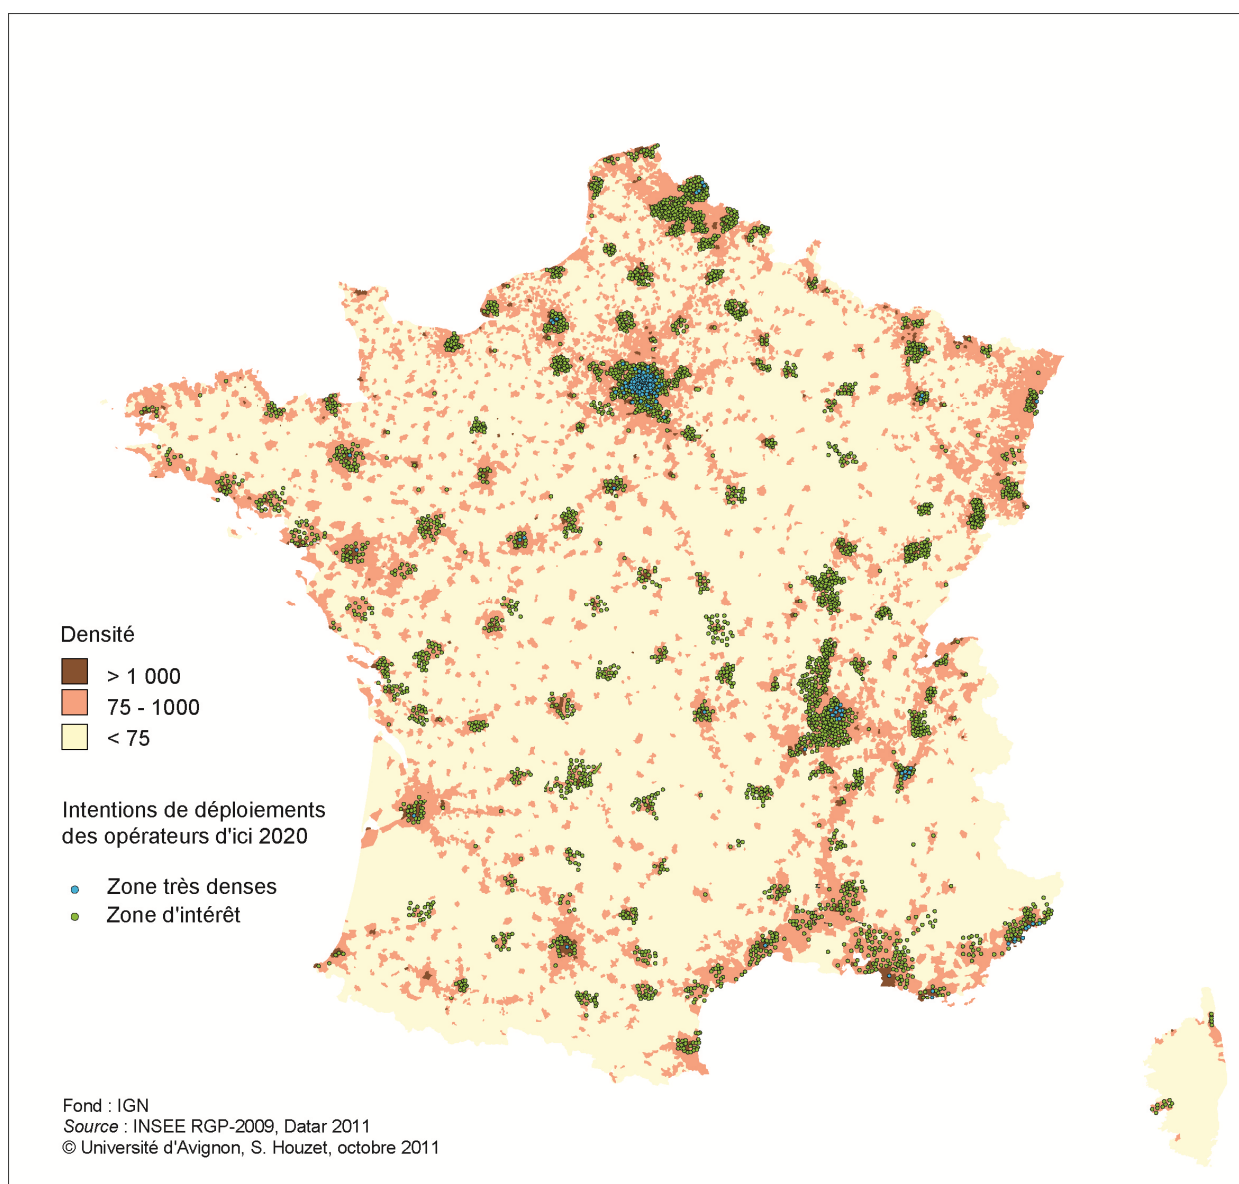 Densité
> 1 000
75 - 1000
< 75
Intentions de déploiements
des opérateurs d'ici 2020
Zone très denses
Zone d'intérêt
Fond : IGN
Source : INSEE RGP-2009, Datar 2011
© Université d'Avignon, S. Houzet, octobre 2011